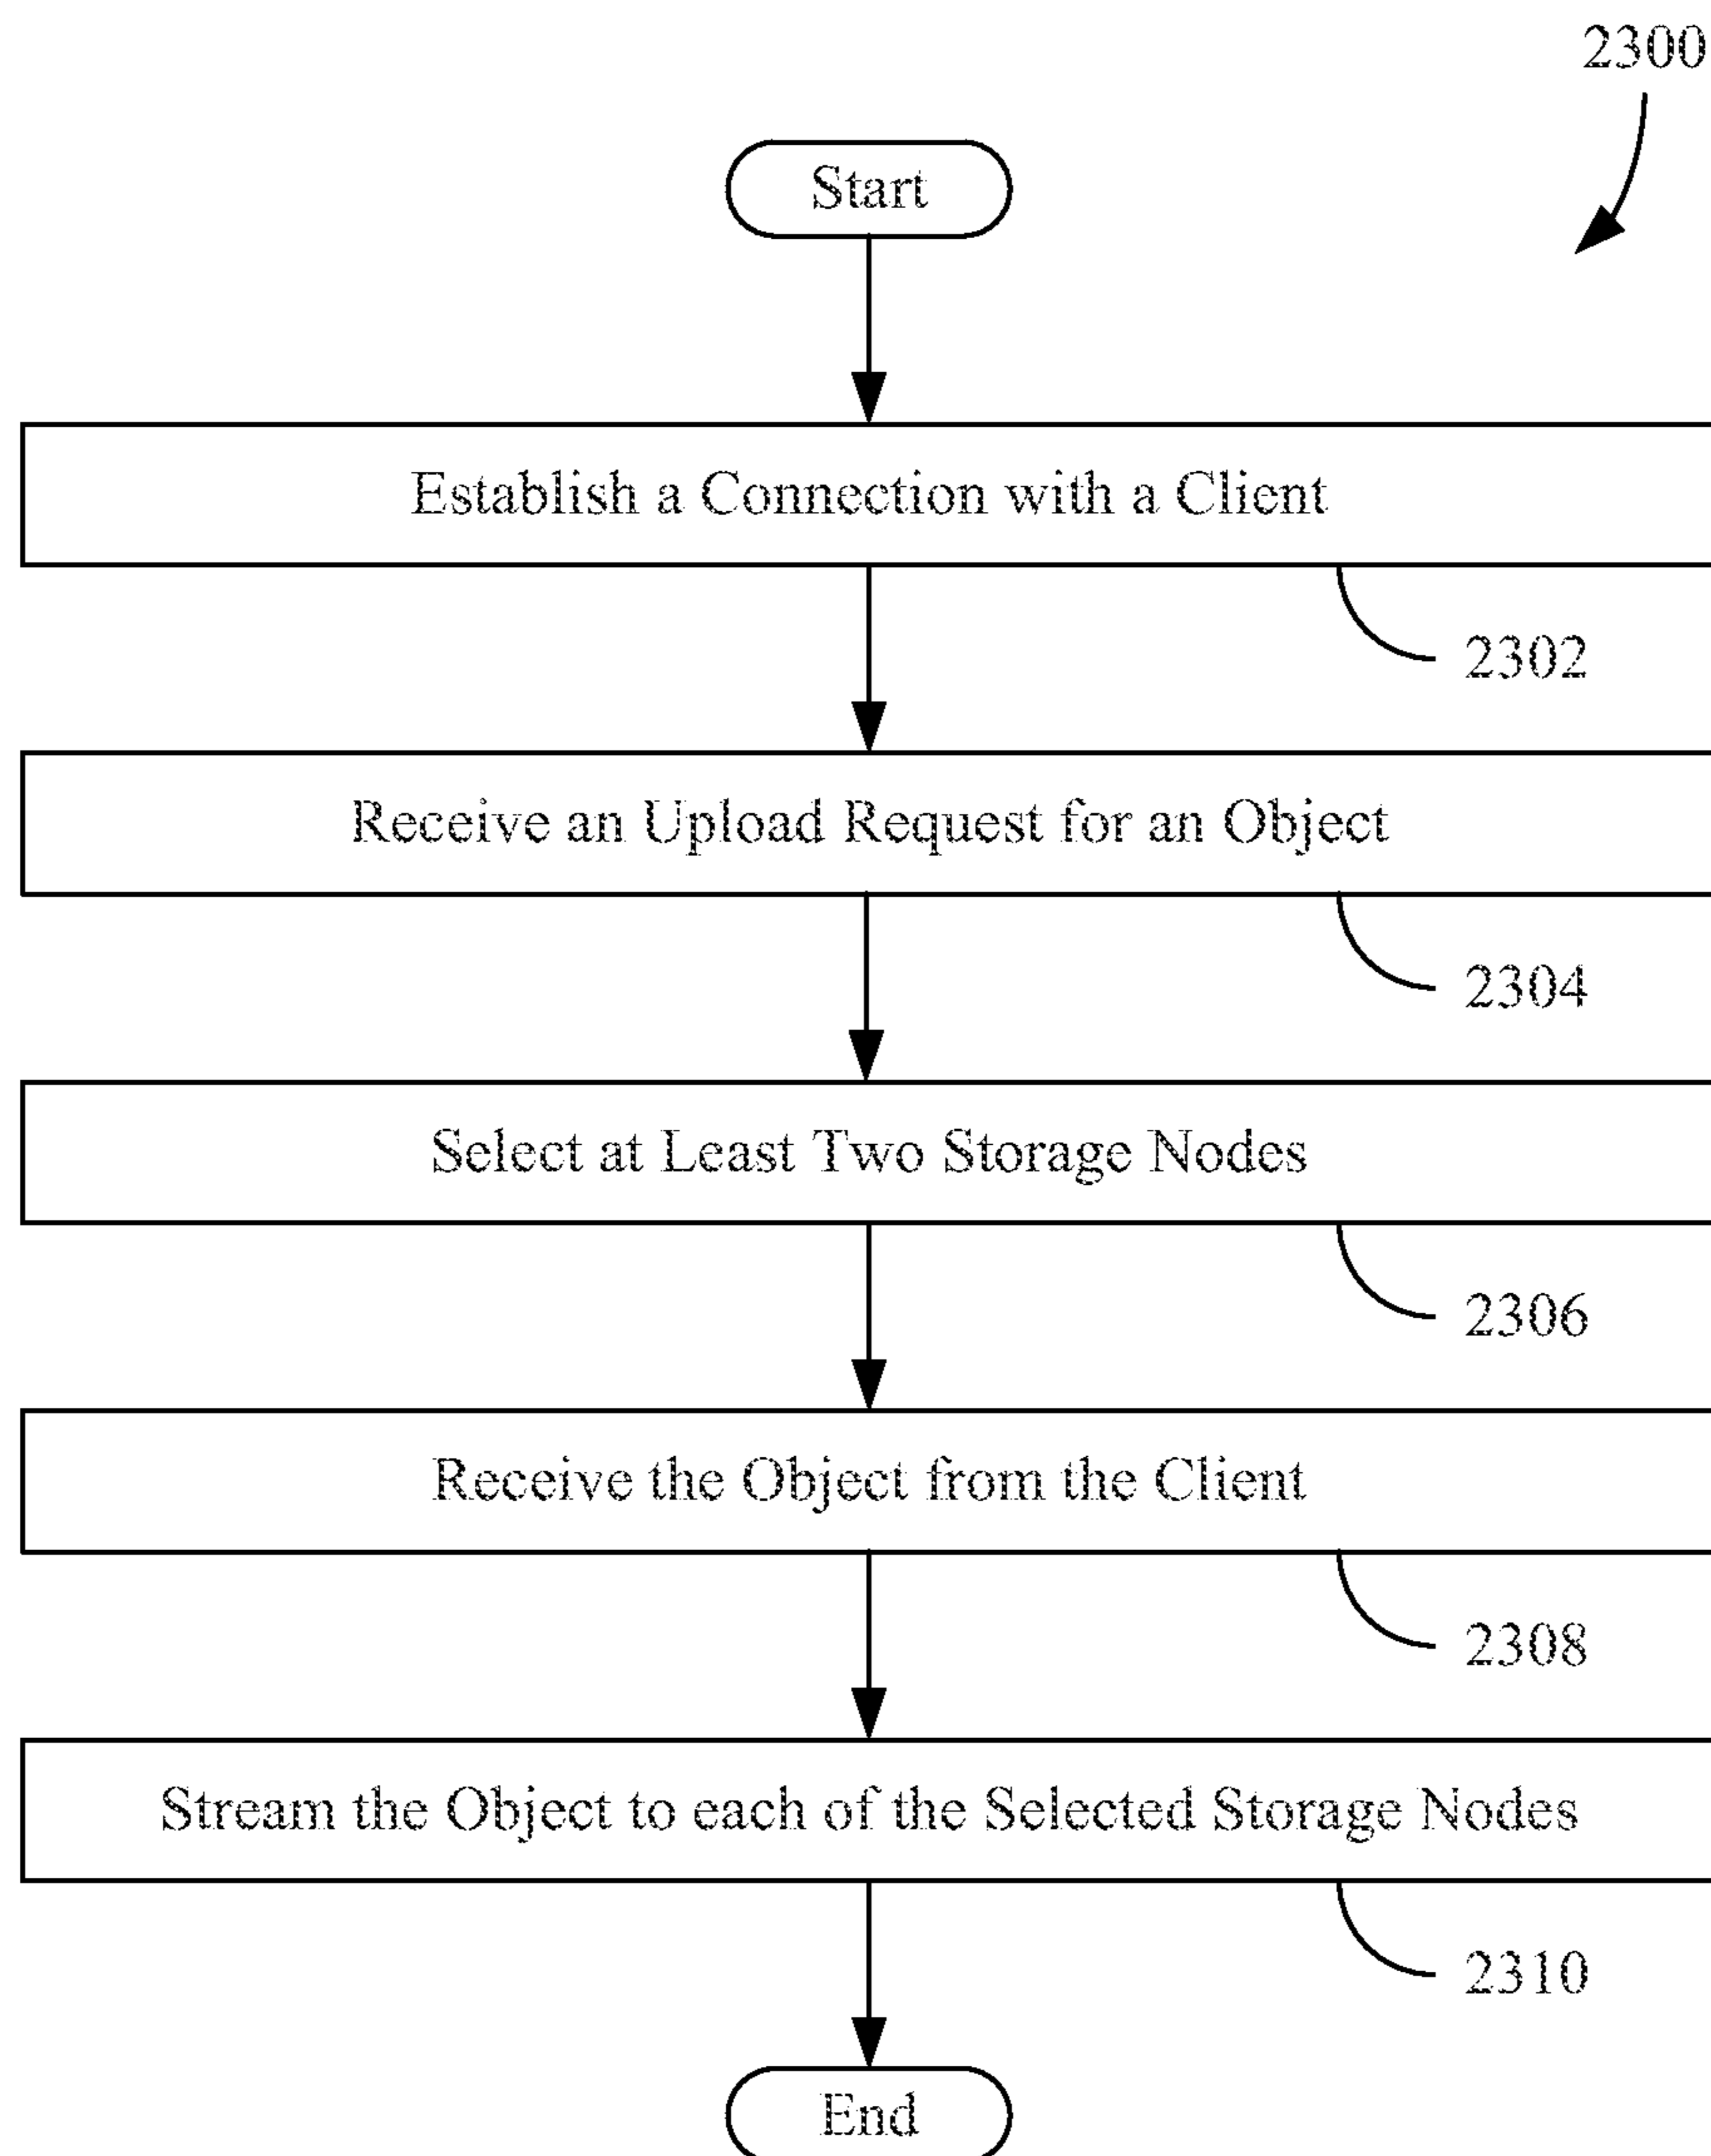 2300
Start
Establish a Connection with a Client
2302
Receive an Upload Request for an Object
2304
Select at Least Two Storage Nodes
2306
Receive the Object from the Client
2308
Stream the Object to each of the Selected Storage Nodes
2310
End